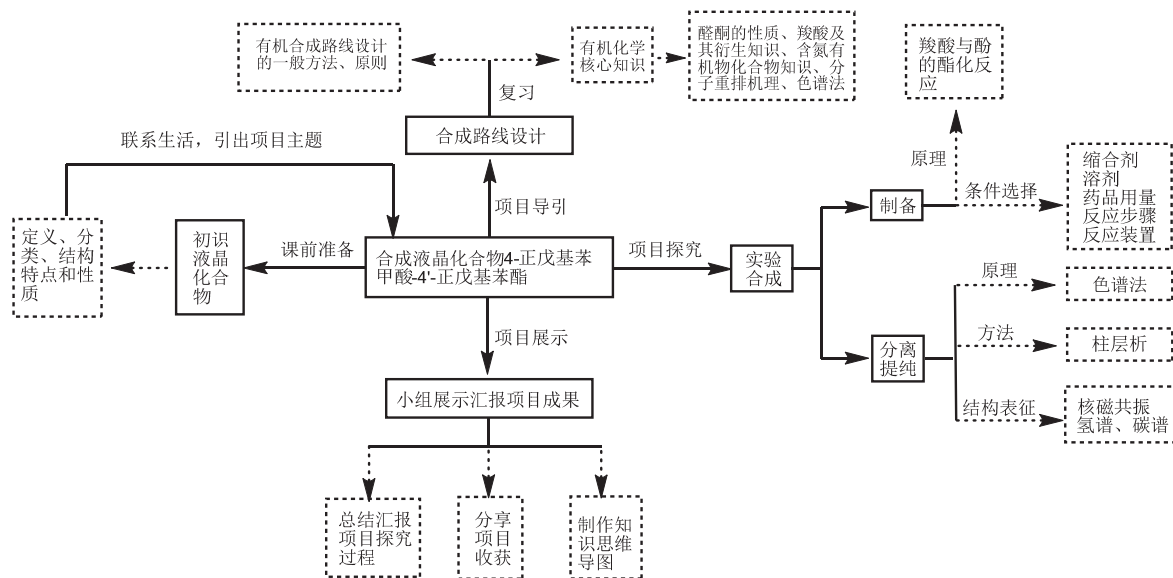 有机合成路线设计
的一般方法、原则
有机化学
核心知识
醛酮的性质、羧酸及
其衍生知识、含氮有
机物化合物知识、分
子重排机理、色谱法
羧酸与酚
的酯化反
应
复习
合成路线设计
联系生活，引出项目主题
原理
缩合剂
溶剂
药品用量
反应步骤
反应装置
条件选择
制备
项目导引
定义、分
类、结构
特点和性
质
初识
液晶
化合
物
课前准备
合成液晶化合物4-正戊基苯
甲酸-4'-正戊基苯酯
项目探究
实验
合成
原理
色谱法
项目展示
分离
提纯
方法
柱层析
小组展示汇报项目成果
结构表征
核磁共振
氢谱、碳谱
总结汇报
项目探究
过程
分享
项目
收获
制作知
识思维
导图